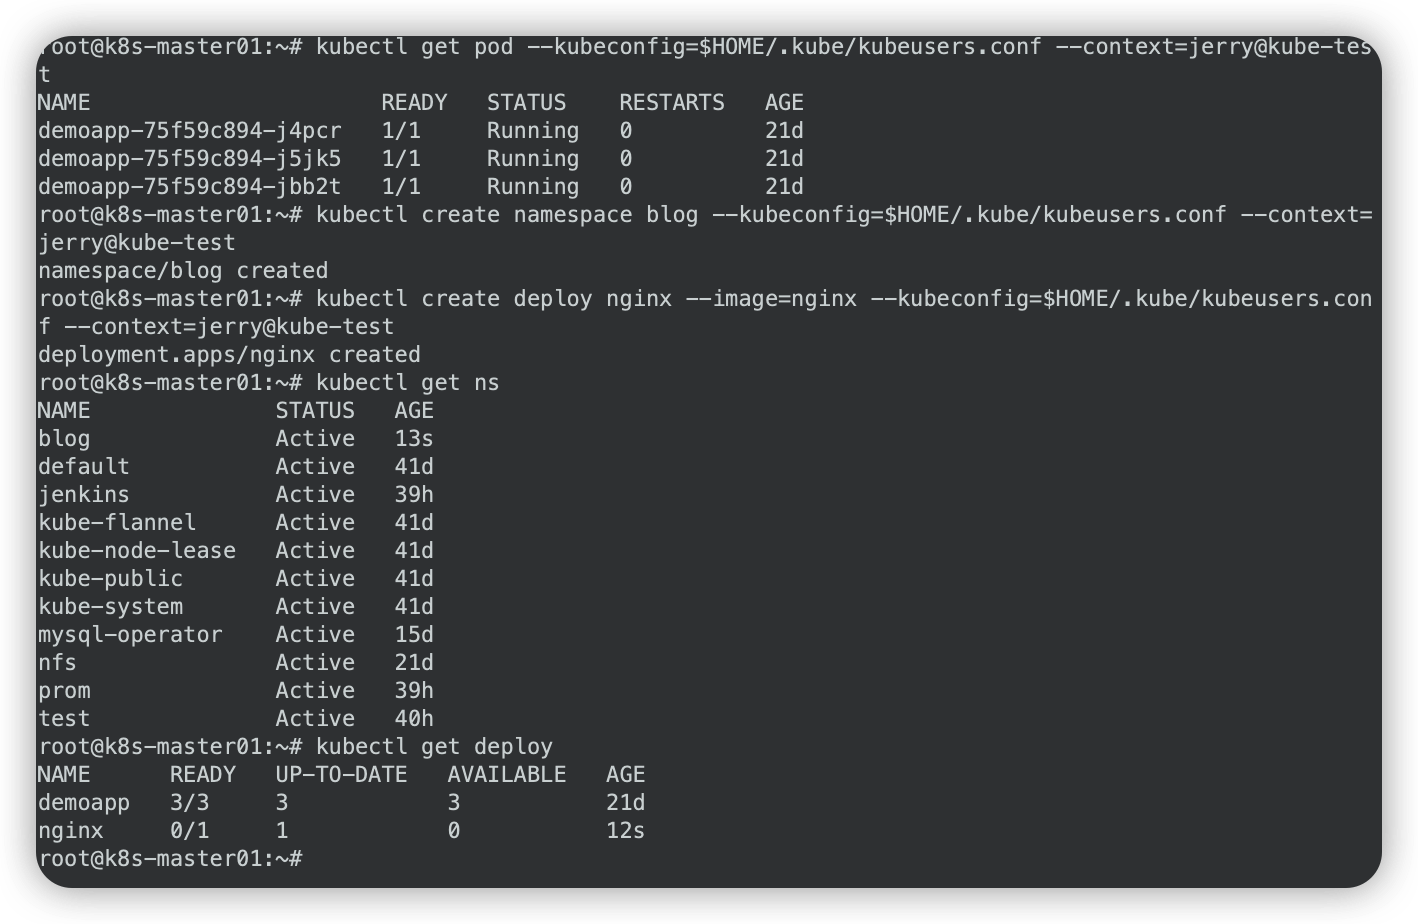 root@k8s-master01:~# kubectl get pod --kubeconfig=$HOME/.kube/kubeusers.conf --context=jerry@kube-tes
t
NAME                       READY   STATUS    RESTARTS   AGE
demoapp-75f59c894-j4pcr   1/1     Running   0          21d
demoapp-75f59c894-j5jk5   1/1     Running   0          21d
demoapp-75f59c894-jbb2t   1/1     Running   0          21d
root@k8s-master01:~# kubectl create namespace blog --kubeconfig=$HOME/.kube/kubeusers.conf --context=
jerry@kube-test
namespace/blog created
root@k8s-master01:~# kubectl create deploy nginx --image=nginx --kubeconfig=$HOME/.kube/kubeusers.con
f --context=jerry@kube-test
deployment.apps/nginx created
root@k8s-master01:~# kubectl get ns
NAME              STATUS   AGE
blog              Active   13s
default           Active   41d
jenkins           Active   39h
kube-flannel      Active   41d
kube-node-lease   Active   41d
kube-public       Active   41d
kube-system       Active   41d
mysql-operator    Active   15d
nfs               Active   21d
prom              Active   39h
test              Active   40h
root@k8s-master01:~# kubectl get deploy
NAME      READY   UP-TO-DATE   AVAILABLE   AGE
demoapp   3/3     3            3           21d
nginx     0/1     1            0           12s
root@k8s-master01:~#